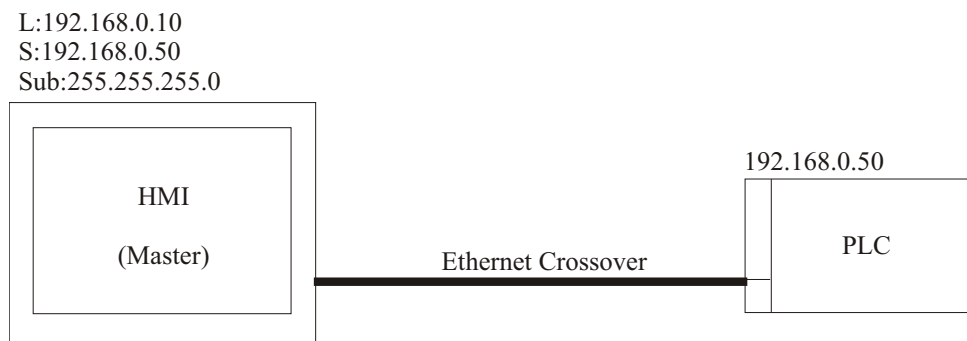 L:192.168.0.10
S:192.168.0.50
Sub:255.255.255.0
192.168.0.50
HMI
(Master)
PLC
Ethernet Crossover